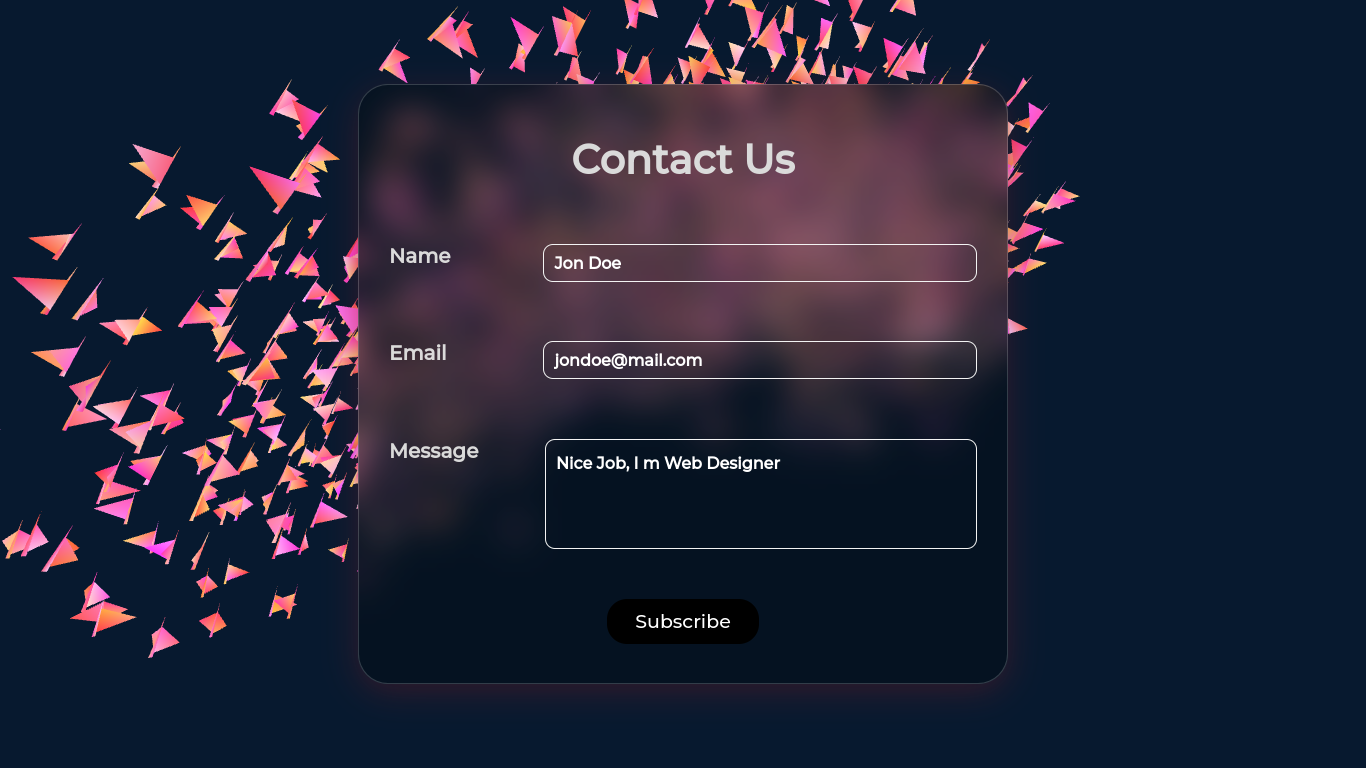 Contact Us
Name
Jon Doe
Email
jondoe@mail.com
Message
Nice Job, I m Web Designer
Subscribe